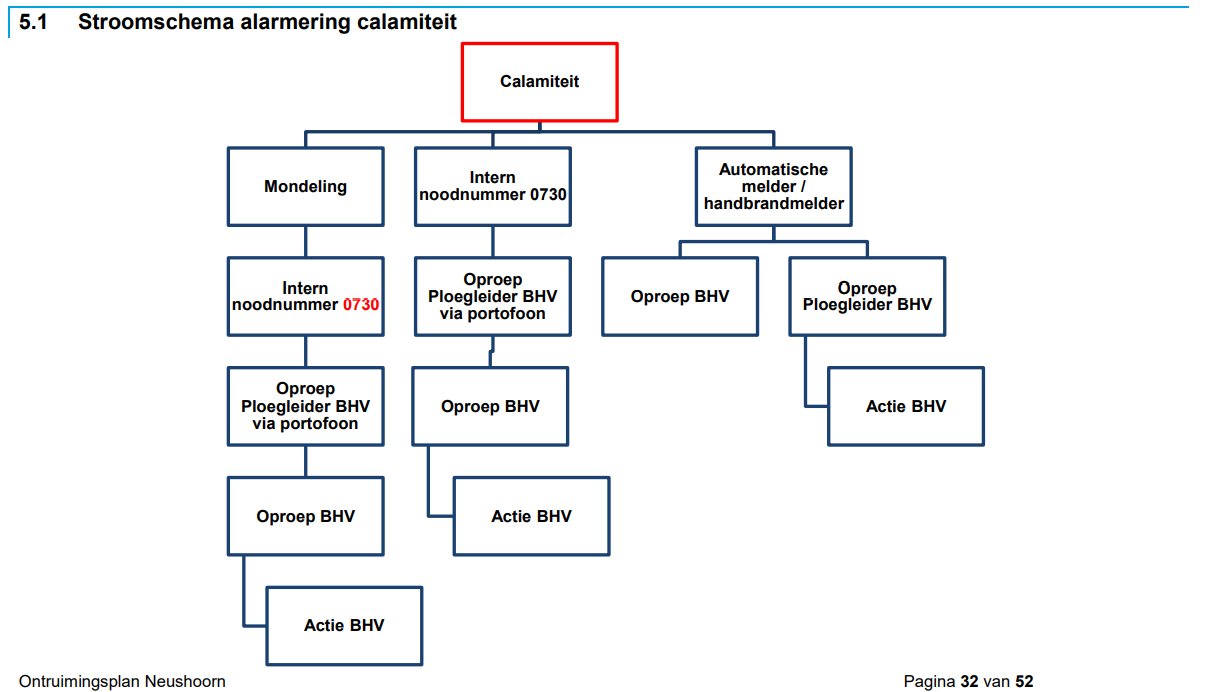 5.1 Stroomschema alarmering calamiteit
Calamiteit
Mondeling
Intern
noodnummer 0730
Automatische
melder /
handbrandmelder
Intern
noodnummer 0730
Oproep
Ploegleider BHV
via portofoon
Oproep BHV
Oproep
Ploegleider BHV
Oproep
Ploegleider BHV
via portofoon
Oproep BHV
Actie BHV
Oproep BHV
Actie BHV
Actie BHV
Ontruimingsplan Neushoorn
Pagina 32 van 52